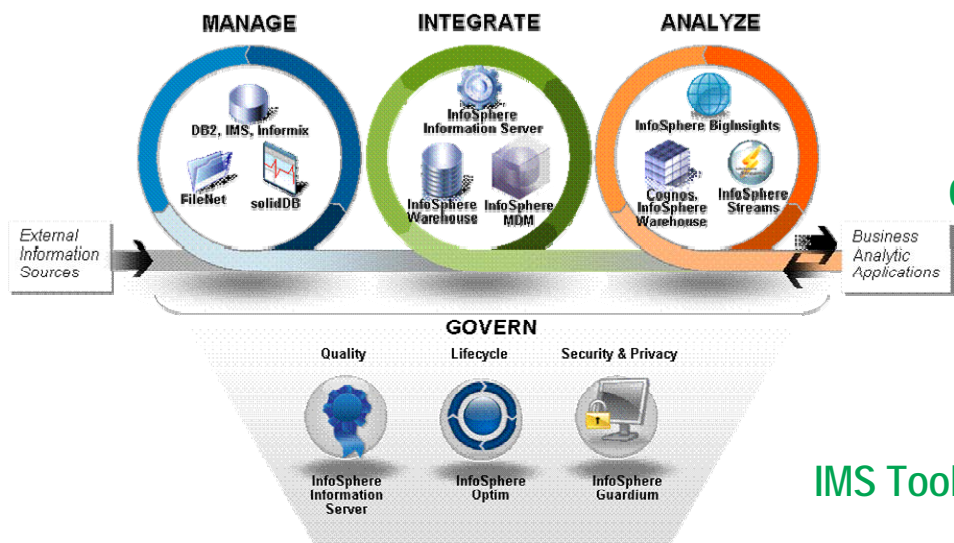 MANAGE
INTEGRATE
ANALYZE
DB2, IMS, Informix
FileNet
solidDB
InfoSphere
Information Server
InfoSphere
Warehouse
InfoSphere
MDM
InfoSphere BigInsights
Cognos,
InfoSphere
Warehouse
InfoSphere
Streams
External
Information
Sources
Business
Analytic
Applications
GOVERN
Quality
Lifecycle
Security & Privacy
InfoSphere
Information
Server
InfoSphere
Optim
InfoSphere
Guardium
IMS Tool